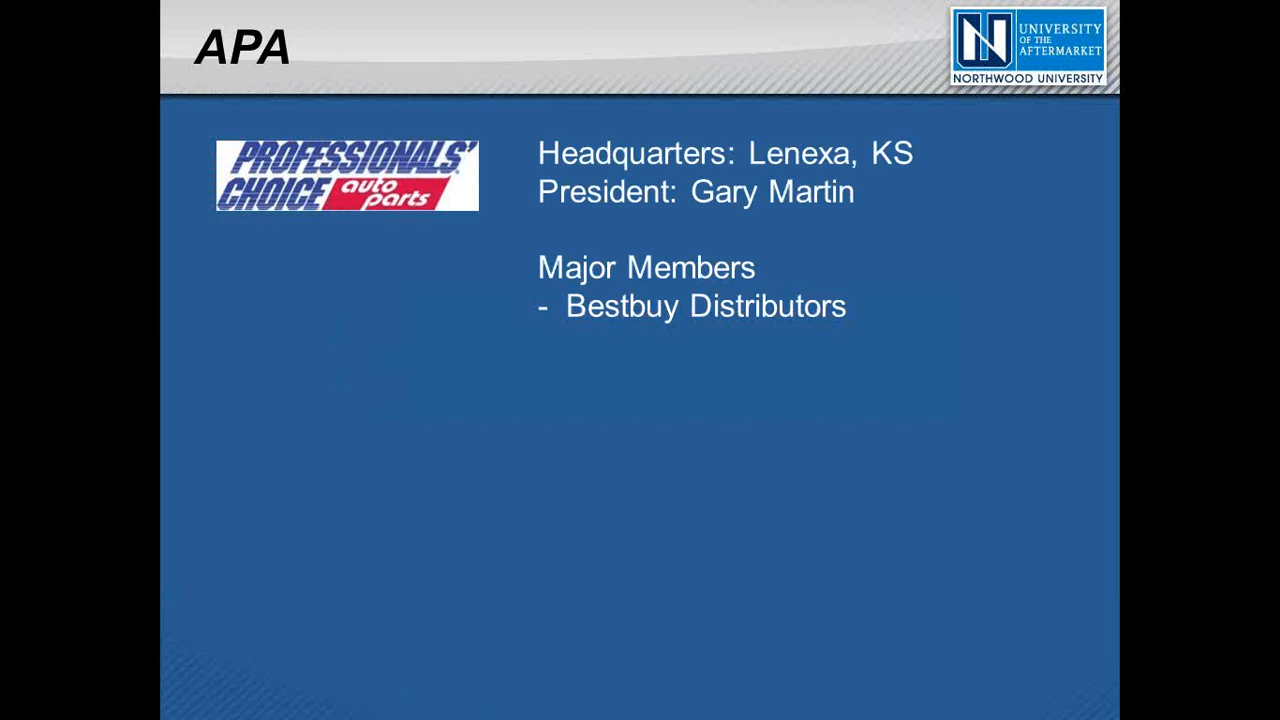 APA
UNIVERSITY
OF THE
AFTERMARKET
N
NORTHWOOD UNIVERSITY
PROFESSIONALS'
CHOICE auto
parts
Headquarters: Lenexa, KS
President: Gary Martin
Major Members
- Bestbuy Distributors